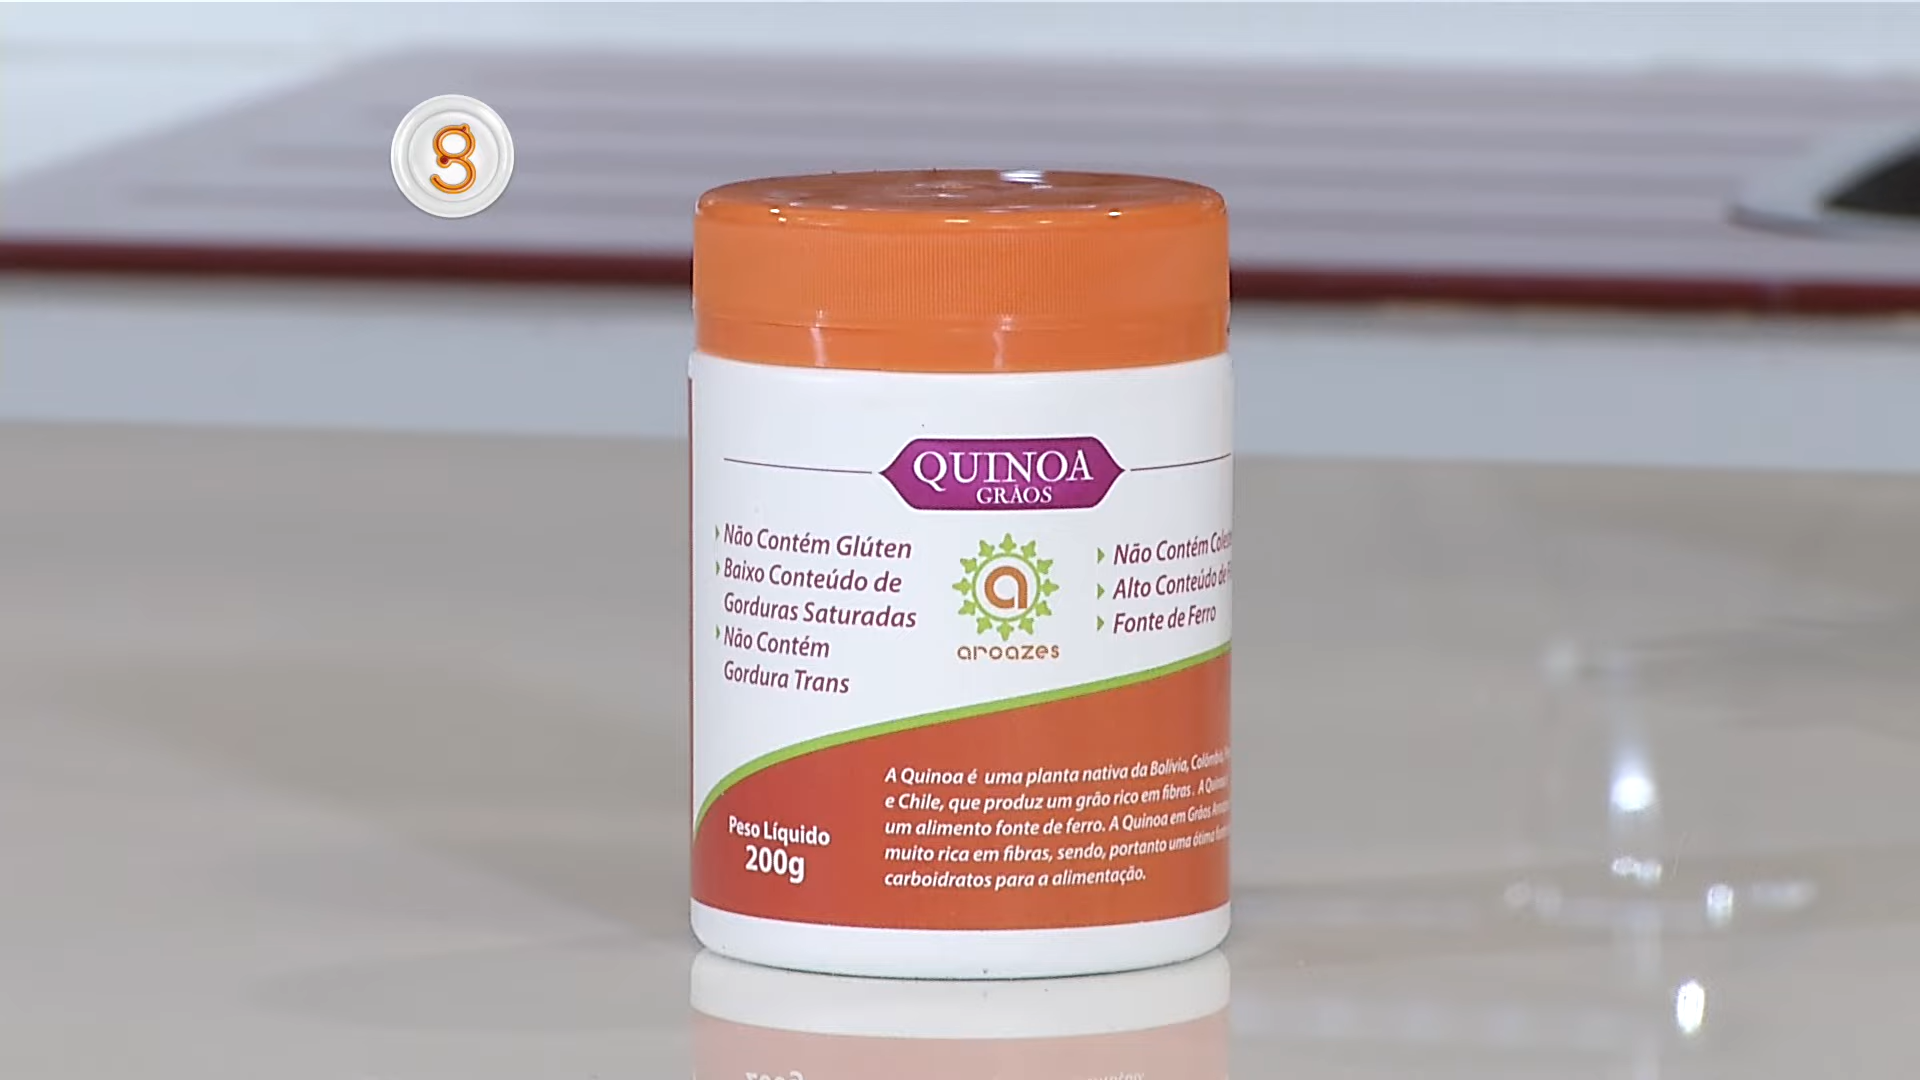 g
QUINOA
GRÃOS
Não Contém Glúten
Baixo Conteúdo de
Gorduras Saturadas
Não Contém
Gordura Trans
aroazes
Não Contém
Alto Conteúdo de
Fonte de Ferro
A Quinoa é uma planta nativa da Bolívia, Colômbia,
e Chile, que produz um grão rico em fibras. A Quinoa
um alimento fonte de ferro. A Quinoa em Grãos
muito rica em fibras, sendo, portanto uma ótima
carboidratos para a alimentação.
Peso Líquido
200g